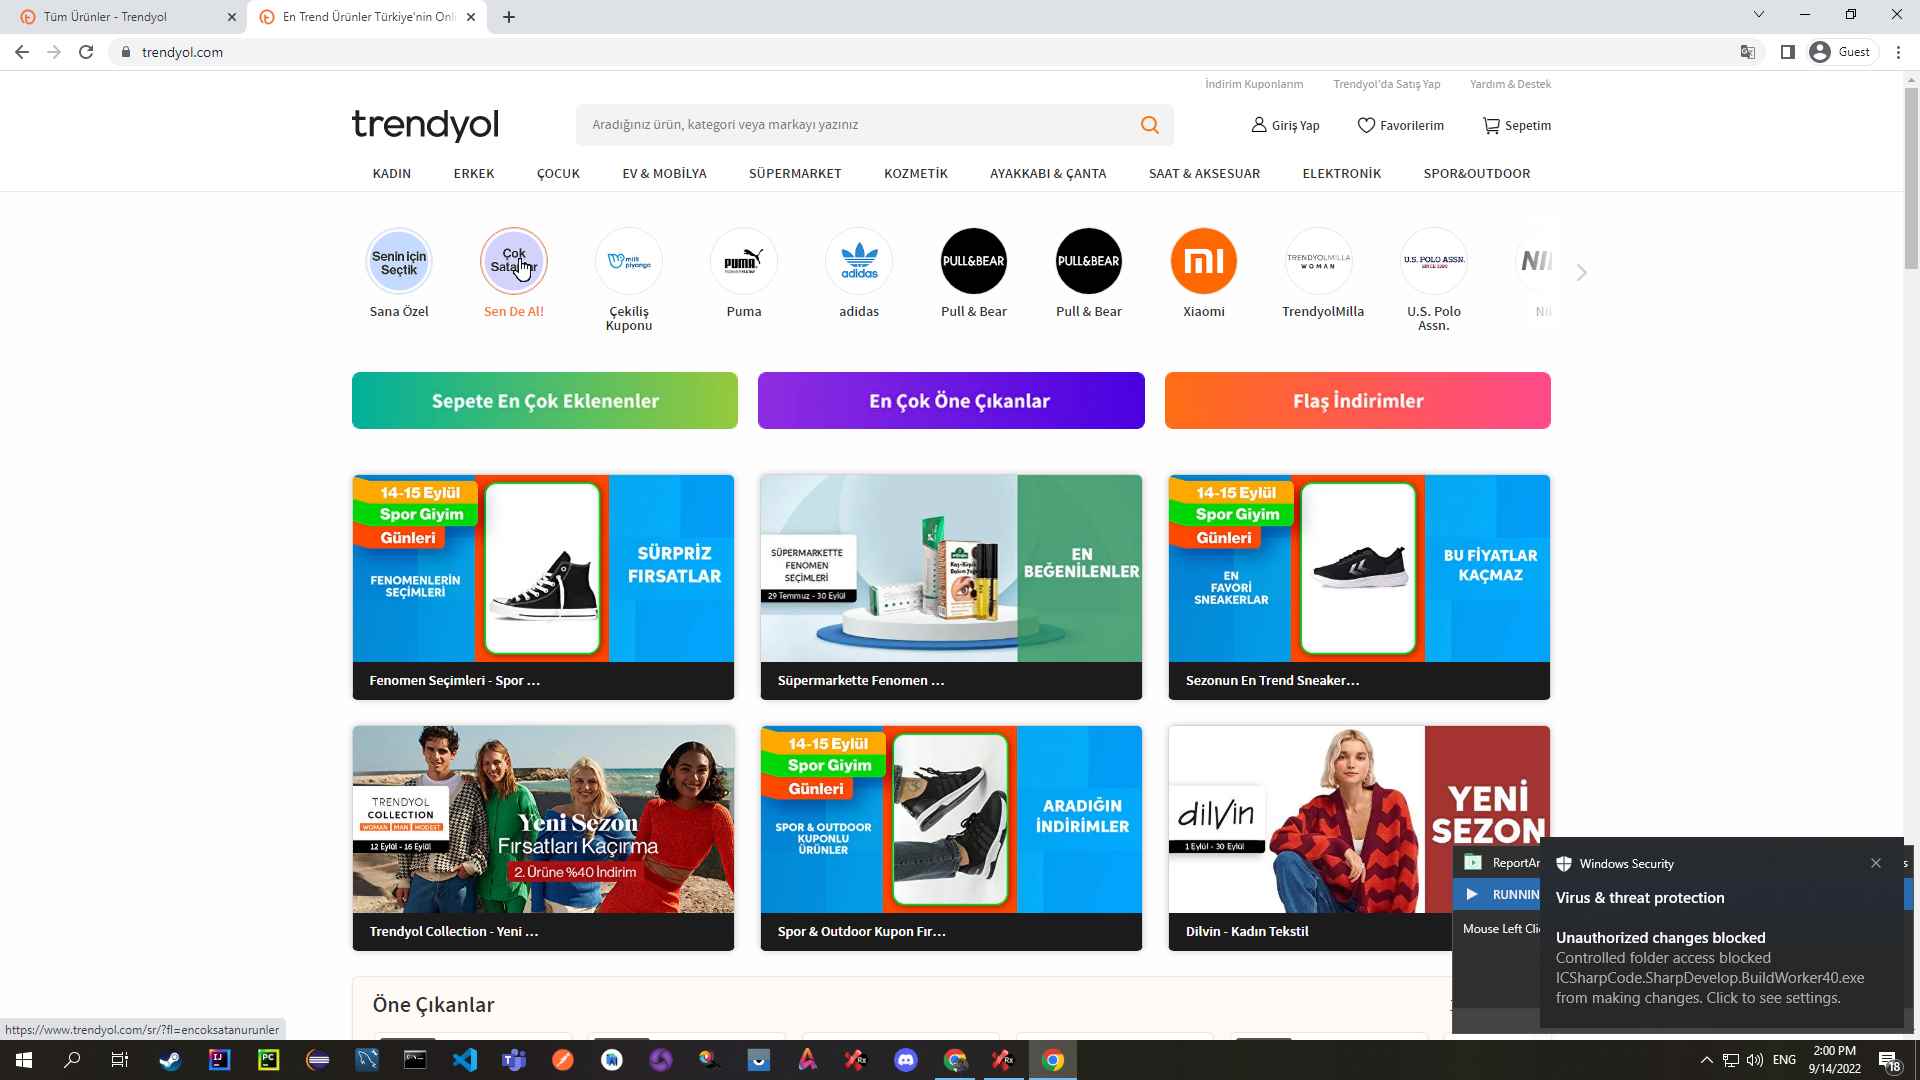 Tüm Ürünler - Trendyol
En Trend Ürünler Türkiye'nin Onli
trendyol.com
Guest
İndirim Kuponlarım
Trendyol'da Satış Yap
Yardım & Destek
trendyol
Aradığınız ürün, kategori veya markayı yazınız
Giriş Yap
Favorilerim
Sepetim
KADIN
ERKEK
ÇOCUK
EV & MOBİLYA
SÜPERMARKET
KOZMETİK
AYAKKABI & ÇANTA
SAAT & AKSESUAR
ELEKTRONİK
SPOR&OUTDOOR
Senin için
Seçtik
Çok
milli
piyango
PUMA
adidas
PULL&BEAR
PULL&BEAR
mi
TRENDYOLMILLA
WOMAN
U.S. POLO ASSN.
SINCE 1890
Sana Özel
Sen De Al!
Çekiliş
Kuponu
Puma
adidas
Pull & Bear
Pull & Bear
Xiaomi
TrendyolMilla
U.S. Polo
Assn.
Sepete En Çok Eklenenler
En Çok Öne Çıkanlar
Flaş İndirimler
14-15 Eylül
Spor Giyim
Günleri
FENOMENLERİN
SEÇİMLERİ
SÜRPRİZ
FIRSATLAR
Fenomen Seçimleri - Spor ...
SÜPERMARKETTE
FENOMEN
SEÇİMLERİ
29 Temmuz - 30 Eylül
EN
BEĞENİLENLER
Süpermarkette Fenomen ...
14-15 Eylül
Spor Giyim
Günleri
EN
FAVORİ
SNEAKERLAR
BU FİYATLAR
KAÇMAZ
Sezonun En Trend Sneaker...
TRENDYOL
COLLECTION
WOMAN | MAN | MODEST
12 Eylül - 16 Eylül
Yeni Sezon
Fırsatları Kaçırma
2. Ürüne %40 İndirim
Trendyol Collection - Yeni ...
14-15 Eylül
Spor Giyim
Günleri
SPOR & OUTDOOR
KUPONLU
ÜRÜNLER
ARADIĞIN
İNDİRİMLER
Spor & Outdoor Kupon Fır...
dilvin
1 Eylül - 30 Eylül
YENİ
SEZON
Dilvin - Kadın Tekstil
Öne Çıkanlar
RUNNIN
Mouse Left Cli
Windows Security
Virus & threat protection
Unauthorized changes blocked
Controlled folder access blocked
ICSharpCode.SharpDevelop.BuildWorker40.exe
from making changes. Click to see settings.
https://www.trendyol.com/sr/?fl=encoksatanurunler
ENG
2:00 PM
9/14/2022
18